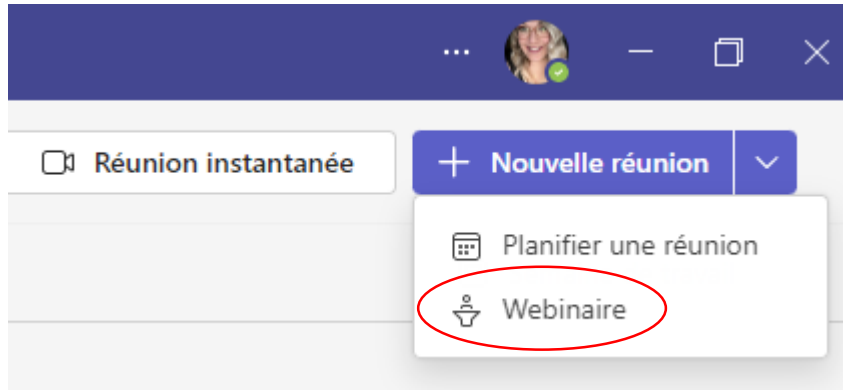 Réunion instantanée
Nouvelle réunion
Planifier une réunion
Webinaire